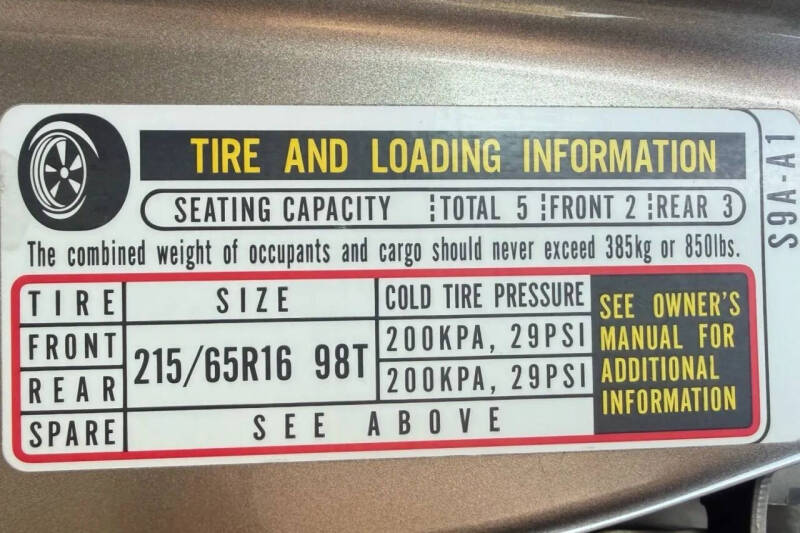 TIRE AND LOADING INFORMATION
SEATING CAPACITY TOTAL 5 FRONT 2 REAR 3
The combined weight of occupants and cargo should never exceed 385kg or 850lbs.
TIRE SIZE COLD TIRE PRESSURE
FRONT 215/65R16 98T 200KPA, 29PSI
REAR 200KPA, 29PSI
SPARE SEE ABOVE
SEE OWNER'S
MANUAL FOR
ADDITIONAL
INFORMATION
S9A-A1